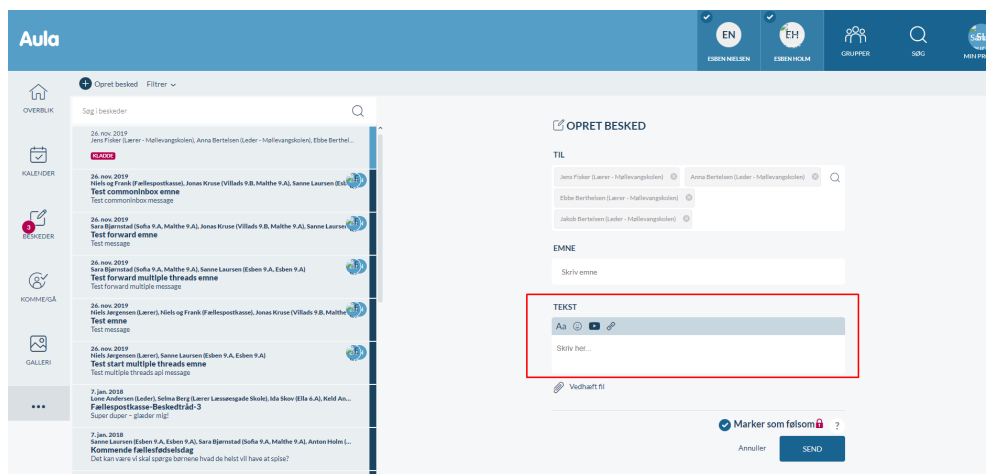 Aula
EN
ESBEN NIELSEN
EH
ESBEN HOLM
GRUPPER
SØG
MIN PR
OVERBLIK
KALENDER
3
BESKEDER
KOMME/GÅ
GALLERI
Opret besked Filtrer
Søg i beskeder
26. nov. 2019
Jens Fisker (Lærer - Møllevangskolen), Anna Bertelsen (Leder - Møllevangskolen), Ebbe Berthel...
KLADDE
26. nov. 2019
Niels og Frank (Fællespostkasse), Jonas Kruse (Villads 9.B, Malthe 9.A), Sanne Laursen (Esb
Test commoninbox emne
Test commoninbox message
26. nov. 2019
Sara Bjørnstad (Sofia 9.A, Malthe 9.A), Jonas Kruse (Villads 9.B, Malthe 9.A), Sanne Laursen
Test forward emne
Test message
26. nov. 2019
Sara Bjørnstad (Sofia 9.A, Malthe 9.A), Sanne Laursen (Esben 9.A, Esben 9.A)
Test forward multiple threads emne
Test forward multiple message
26. nov. 2019
Niels Jørgensen (Lærer), Niels og Frank (Fællespostkasse), Jonas Kruse (Villads 9.B, Malthe
Test emne
Test message
26. nov. 2019
Niels Jørgensen (Lærer), Sanne Laursen (Esben 9.A, Esben 9.A)
Test start multiple threads emne
Test multiple threads api message
7. jan. 2018
Lone Andersen (Leder), Selma Berg (Lærer Læssøesgade Skole), Ida Skov (Ella 6.A), Keld An...
Fællespostkasse-Beskedtråd-3
Super duper – glæder mig!
7. jan. 2018
Sanne Laursen (Esben 9.A, Esben 9.A), Sara Bjørnstad (Sofia 9.A, Malthe 9.A), Anton Holm (...
Kommende fællesfødselsdag
Det kan være vi skal spørge børnene hvad de helst vil have at spise?
OPRET BESKED
TIL
Jens Fisker (Lærer - Møllevangskolen) Anna Bertelsen (Leder - Møllevangskolen)
Ebbe Berthelsen (Lærer - Møllevangskolen)
Jakob Bertelsen (Leder - Møllevangskolen)
EMNE
Skriv emne
TEKST
Aa
Skriv her...
Vedhæft fil
Marker som følsom ?
Annuller SEND